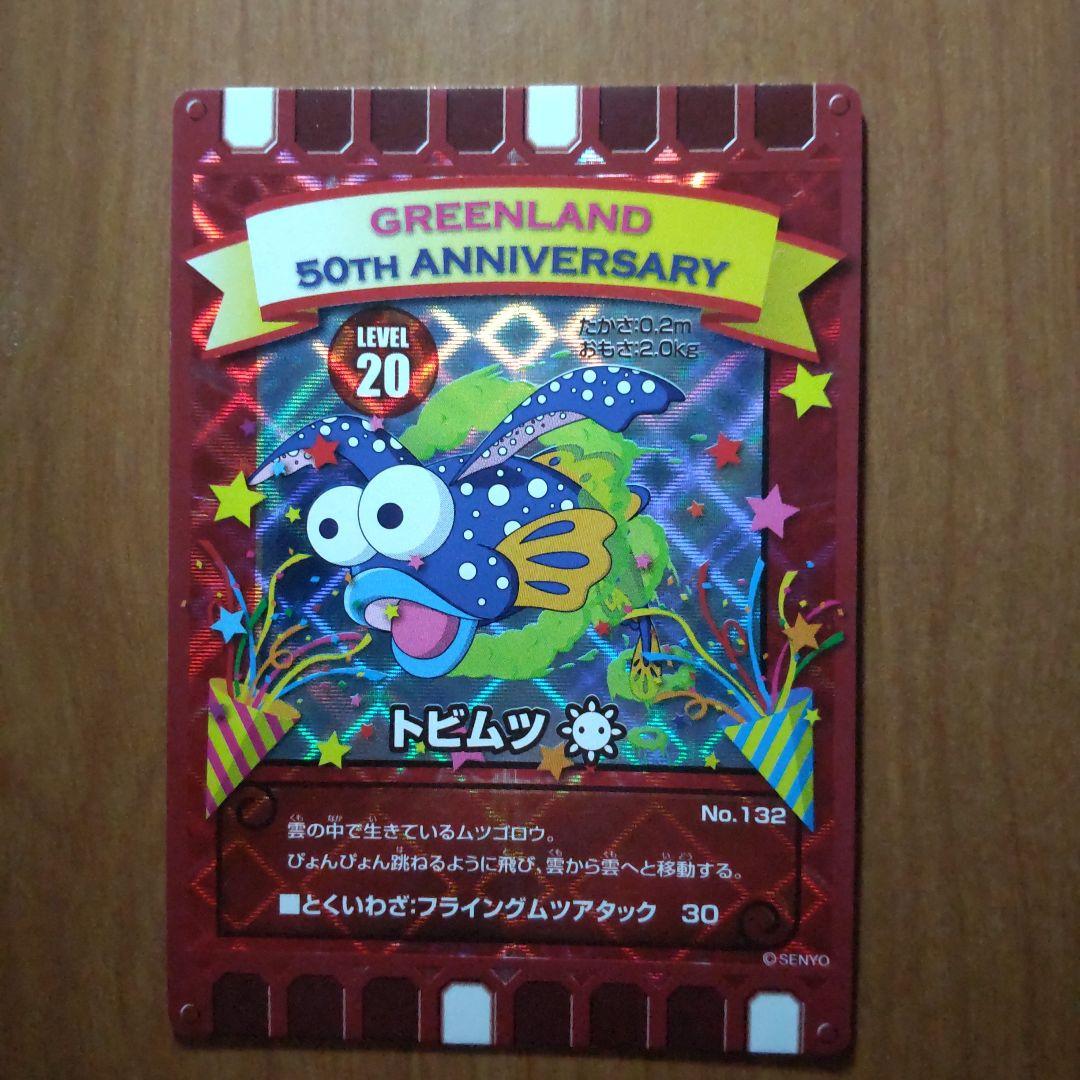 GREENLAND
50TH ANNIVERSARY
LEVEL
20
たかさ:0.2m
おもさ:2.0kg
トビムツ
No.132
雲の中で生きているムツゴロウ。
ぴょんぴょん跳ねるように飛び、雲から雲へと移動する。
■とくいわざ:フライングムツアタック 30
©SENYO